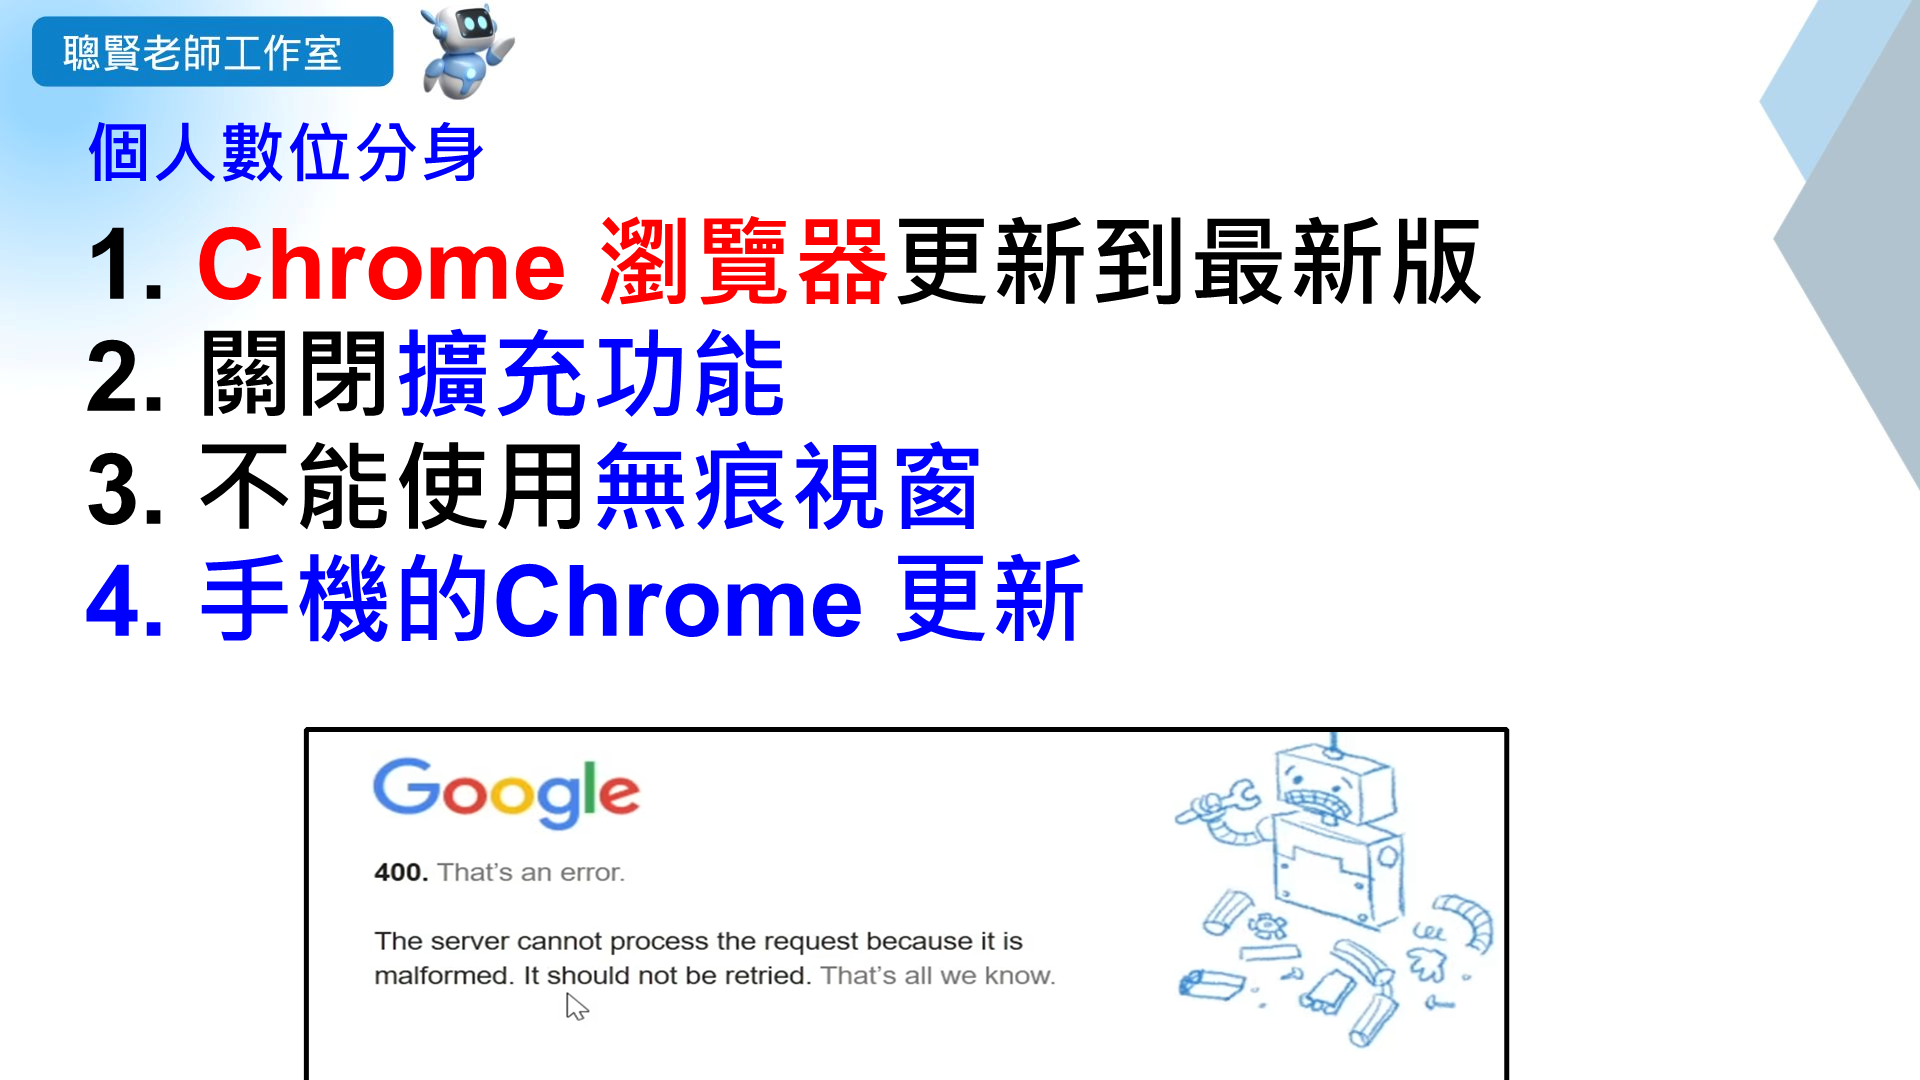 聰賢老師工作室
個人數位分身
1. Chrome 瀏覽器更新到最新版
2. 關閉擴充功能
3. 不能使用無痕視窗
4. 手機的Chrome 更新
Google
400. That’s an error.
The server cannot process the request because it is
malformed. It should not be retried. That’s all we know.